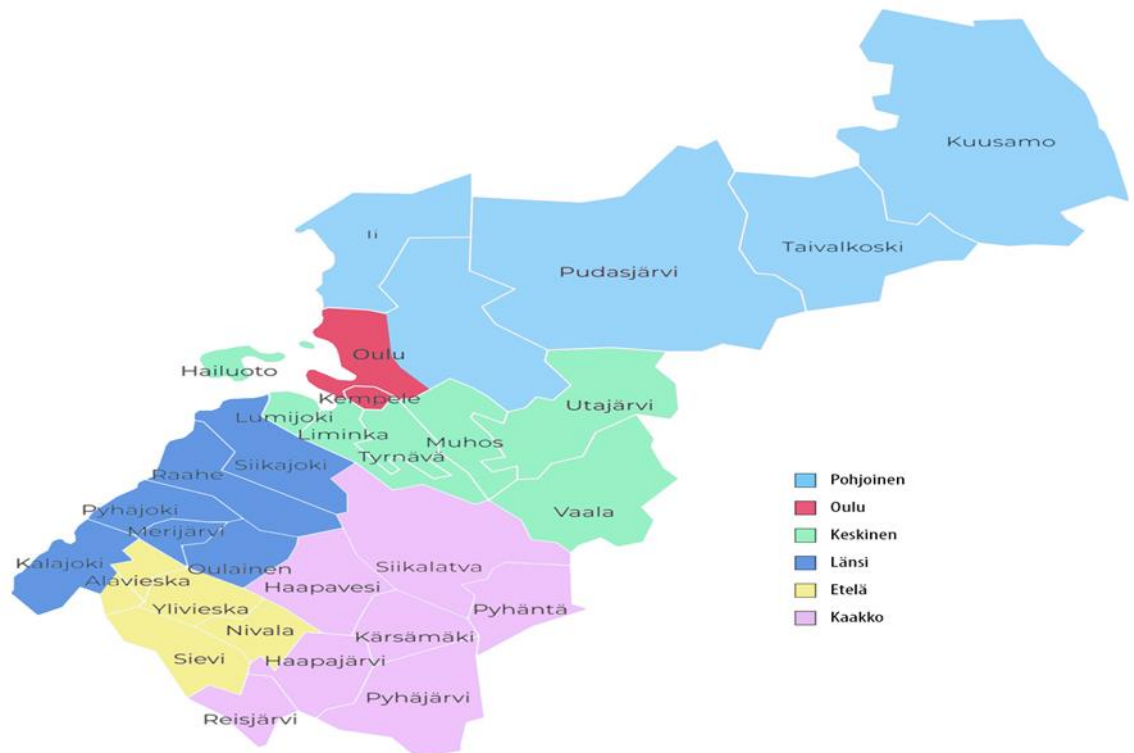 Kuusamo
Ii
Taivalkoski
Pudasjärvi
Oulu
Hailuoto
Kempele
Utajärvi
Lumijoki
Liminka
Muhos
Tyrnävä
Siikajoki
Raahe
Pyhäjoki
Vaala
Merijärvi
Kalajoki
Oulainen
Siikalatva
Alavieska
Haapavesi
Ylivieska
Pyhäntä
Nivala
Kärsämäki
Sievi
Haapajärvi
Pyhäjärvi
Reisjärvi
Pohjoinen
Oulu
Keskinen
Länsi
Etelä
Kaakko